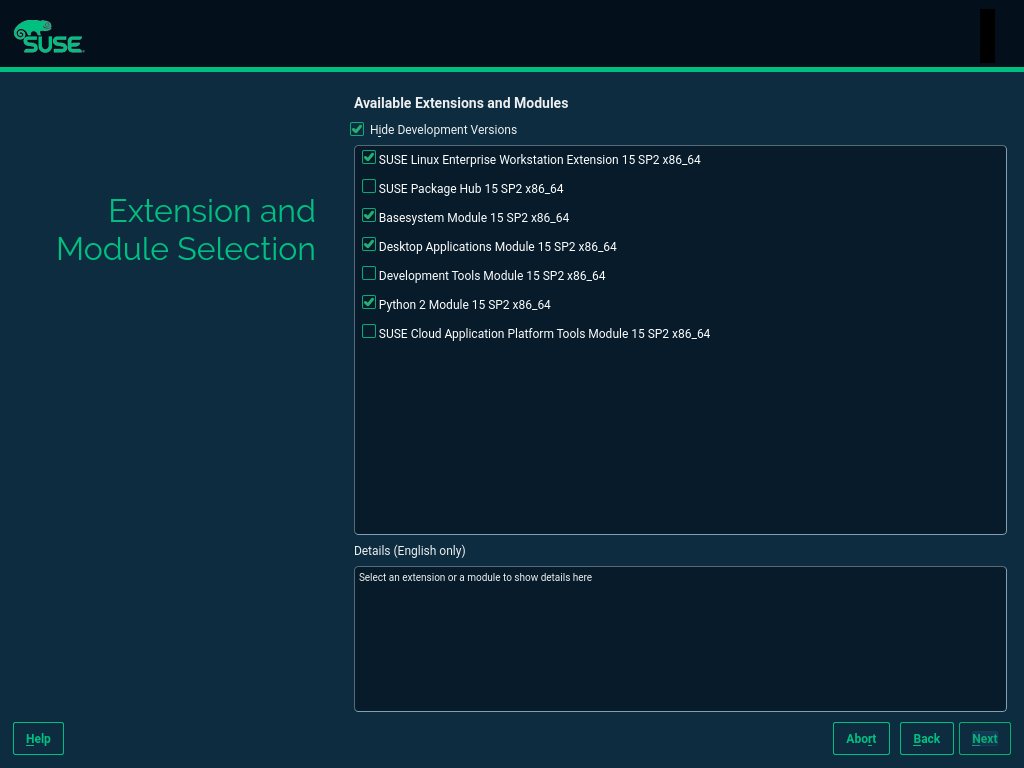 SUSE
Available Extensions and Modules
Hide Development Versions
Extension and
Module Selection
SUSE Linux Enterprise Workstation Extension 15 SP2 x86_64
SUSE Package Hub 15 SP2 x86_64
Basesystem Module 15 SP2 x86_64
Desktop Applications Module 15 SP2 x86_64
Development Tools Module 15 SP2 x86_64
Python 2 Module 15 SP2 x86_64
SUSE Cloud Application Platform Tools Module 15 SP2 x86_64
Details (English only)
Select an extension or a module to show details here
Help
Abort
Back
Next